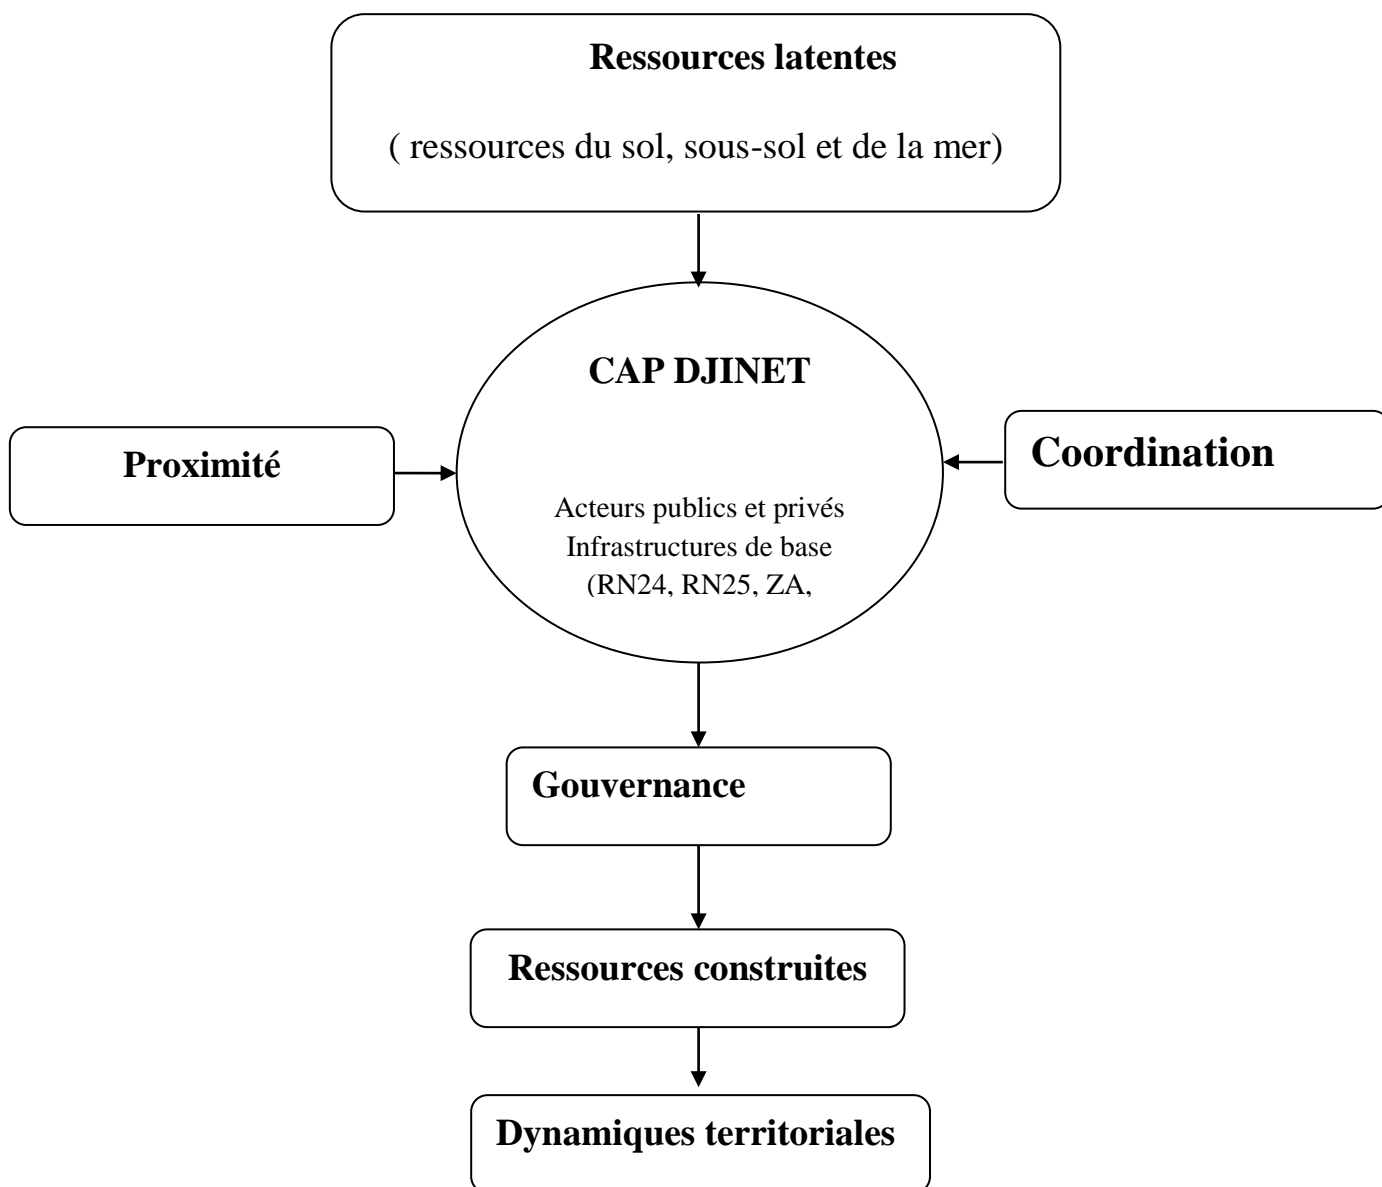 Ressources latentes
( ressources du sol, sous-sol et de la mer)
CAP DJINET
Proximité
Coordination
Acteurs publics et privés
Infrastructures de base
(RN24, RN25, ZA,
Gouvernance
Ressources construites
Dynamiques territoriales